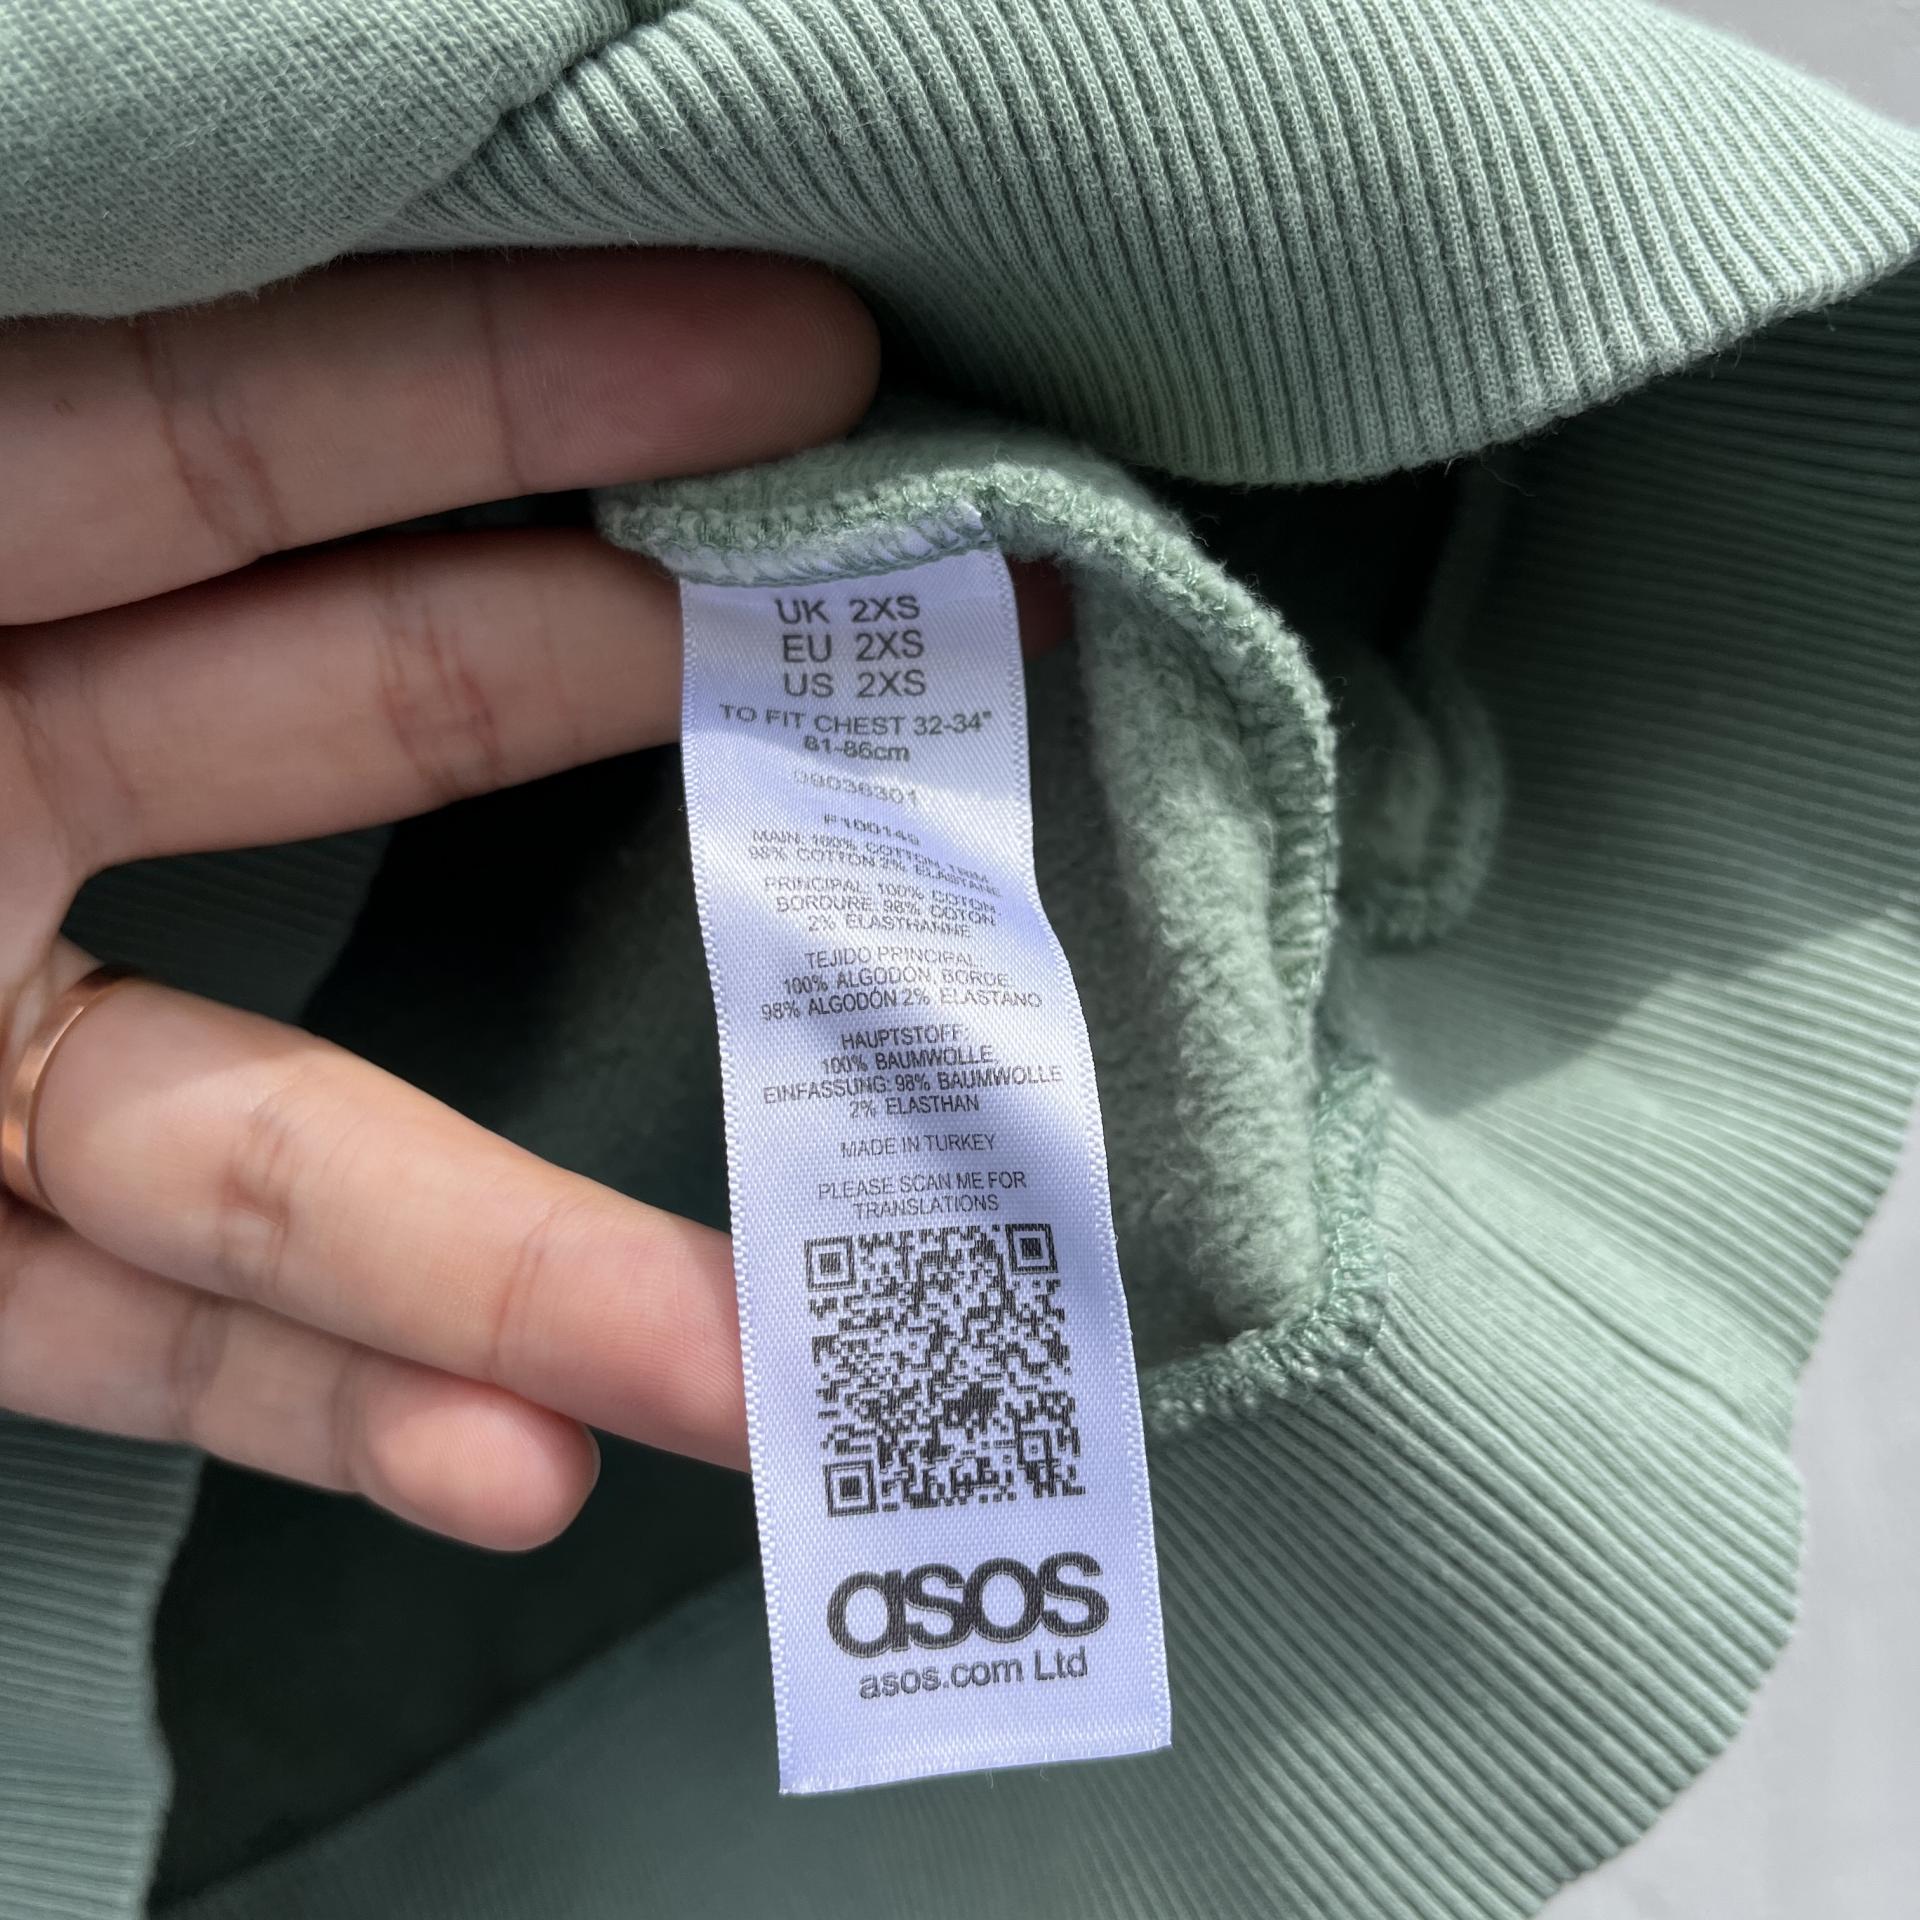 UK 2XS
EU 2XS
US 2XS
TO FIT CHEST 32-34"
81-86cm
MAIN: 100% COTTON, TRIM
98% COTTON 2% ELASTANE
PRINCIPAL: 100% COTON
BORDURE: 98% COTON
2% ELASTHANNE
TEJIDO PRINCIPAL:
100% ALGODÓN, BORDE:
98% ALGODÓN 2% ELASTANO
HAUPTSTOFF:
100% BAUMWOLLE,
EINFASSUNG: 98% BAUMWOLLE
2% ELASTHAN
MADE IN TURKEY
PLEASE SCAN ME FOR
TRANSLATIONS
asos
asos.com Ltd